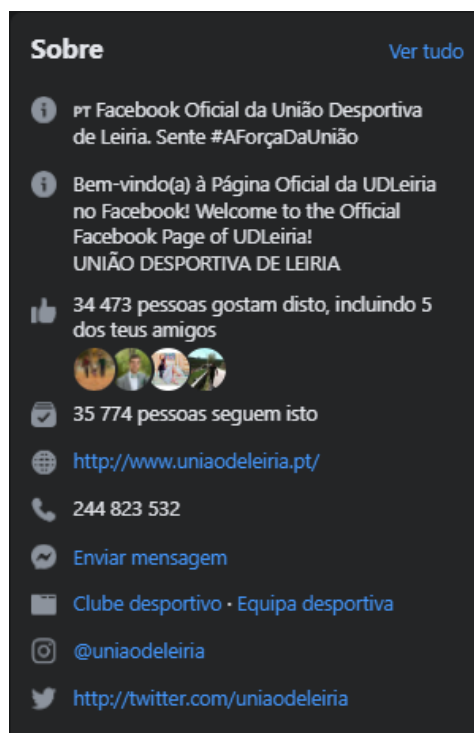 Sobre
Ver tudo
PT Facebook Oficial da União Desportiva
de Leiria. Sente #AForçaDaUnião
Bem-vindo(a) à Página Oficial da UDLeiria
no Facebook! Welcome to the Official
Facebook Page of UDLeiria!
UNIÃO DESPORTIVA DE LEIRIA
34 473 pessoas gostam disto, incluindo 5
dos teus amigos
35 774 pessoas seguem isto
http://www.uniaodeleiria.pt/
244 823 532
Enviar mensagem
Clube desportivo · Equipa desportiva
@uniaodeleiria
http://twitter.com/uniaodeleiria